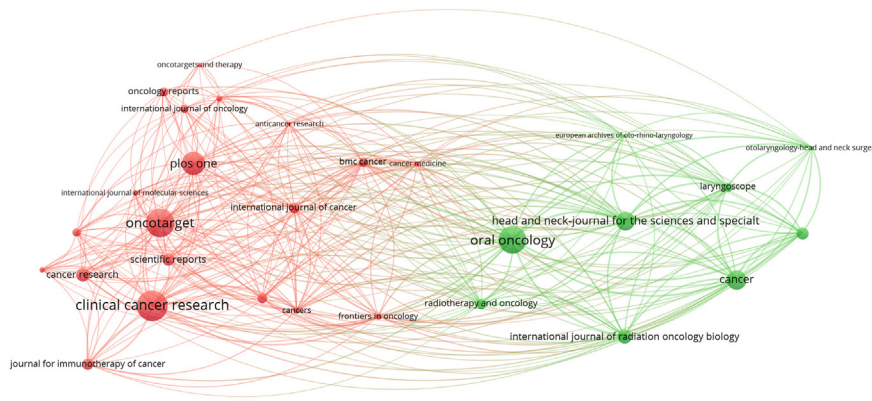 oncotargets and therapy
oncology reports
international journal of oncology
anticancer research
european archives of oto-rhino-laryngology
otolaryngology-head and neck surge
plos one
bmc cancer
cancer medicine
laryngoscope
international journal of molecular sciences
international journal of cancer
oncotarget
head and neck-journal for the sciences and specialt
oral oncology
scientific reports
cancer research
cancer
clinical cancer research
radiotherapy and oncology
cancers
frontiers in oncology
international journal of radiation oncology biology
journal for immunotherapy of cancer